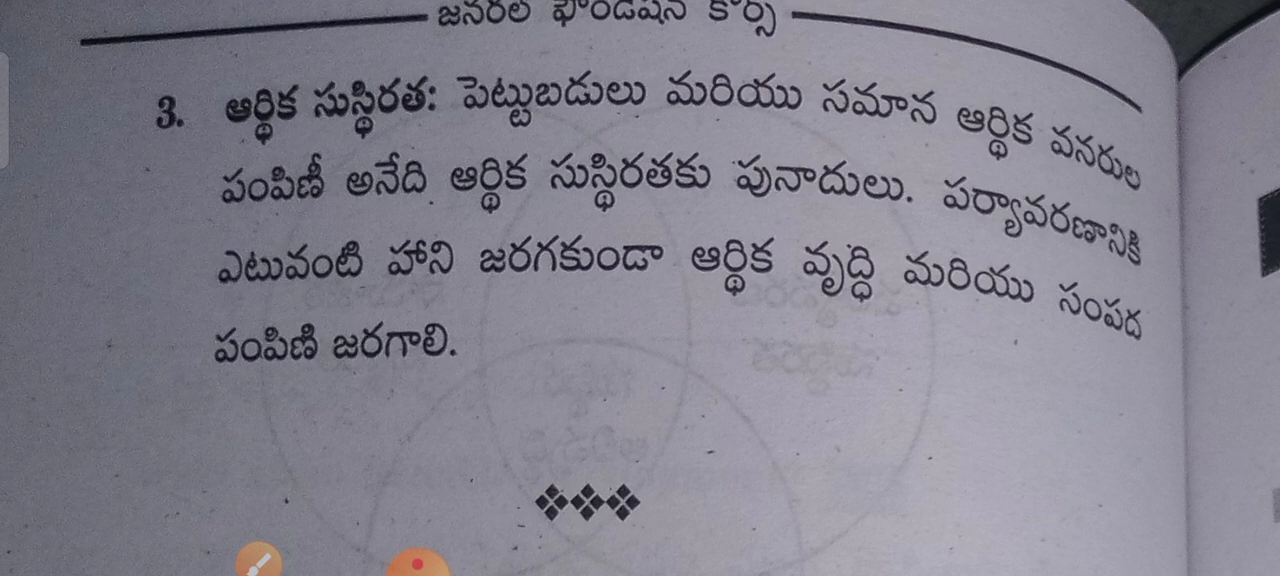 జనరల్ ఫౌండేషన్ కోర్సు
3. ఆర్థిక సుస్థిరత: పెట్టుబడులు మరియు సమాన ఆర్థిక వనరుల
పంపిణీ అనేది ఆర్థిక సుస్థిరతకు పునాదులు. పర్యావరణానికి
ఎటువంటి హాని జరగకుండా ఆర్థిక వృద్ధి మరియు సంపద
పంపిణి జరగాలి.